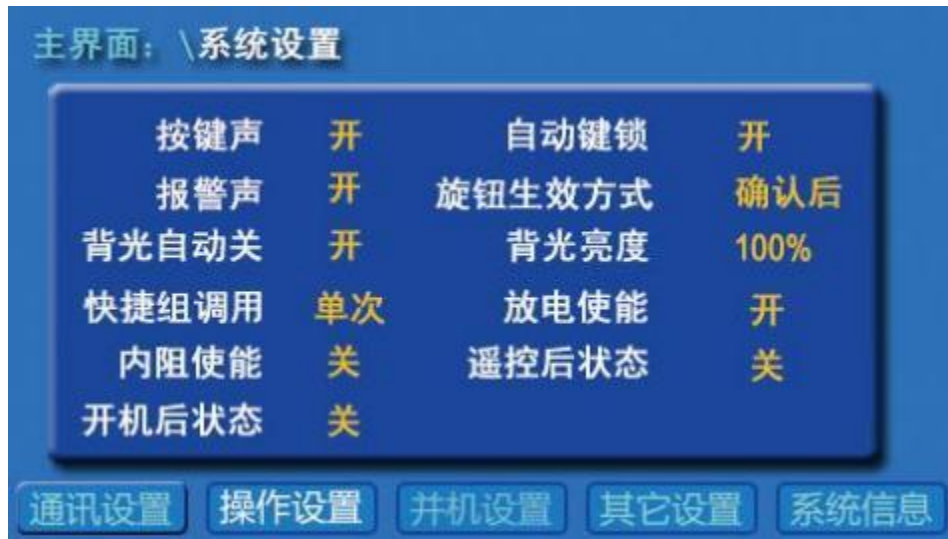 主界面：\系统设置
按键声 开 自动键锁 开
报警声 开 旋钮生效方式 确认后
背光自动关 开 背光亮度 100%
快捷组调用 单次 放电使能 开
内阻使能 关 遥控后状态 关
开机后状态 关
通讯设置 操作设置 并机设置 其它设置 系统信息